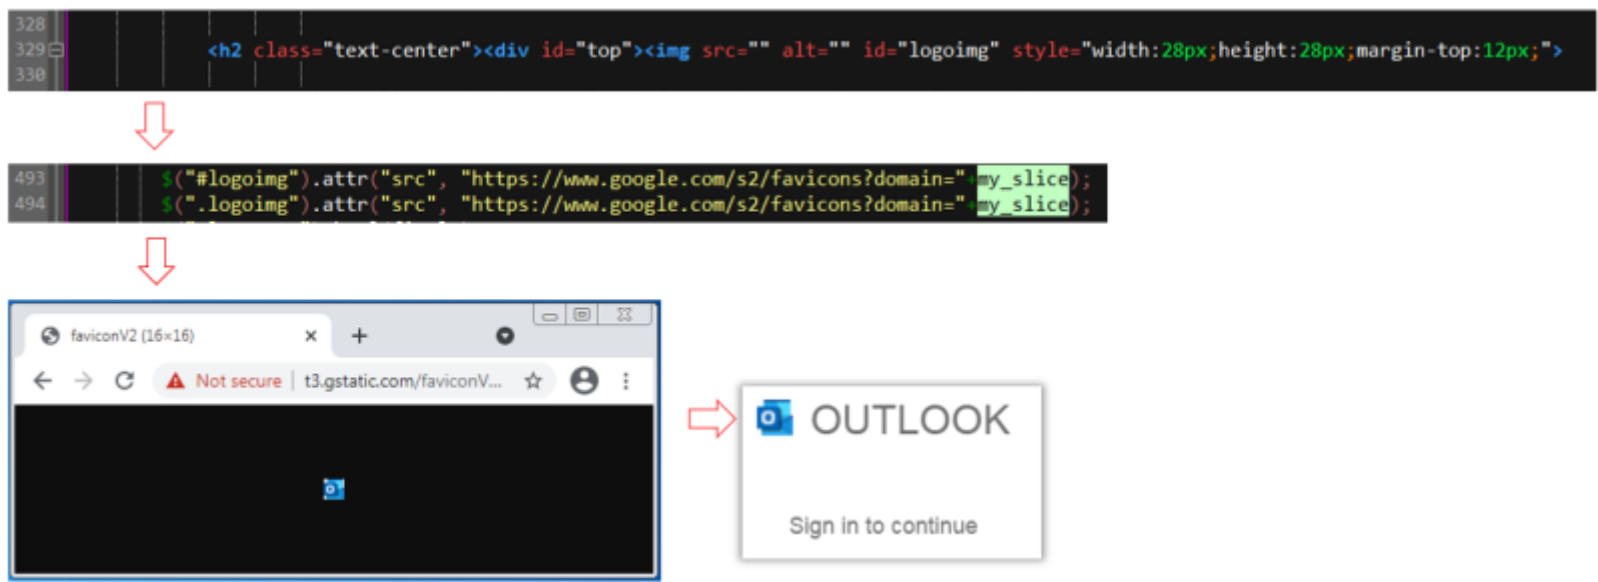 328
329 <h2 class="text-center"><div id="top"><img src="" alt="" id="logoimg" style="width:28px;height:28px;margin-top:12px;">
330
493 $("#logoimg").attr("src", "https://www.google.com/s2/favicons?domain="+my_slice);
494 $(".logoimg").attr("src", "https://www.google.com/s2/favicons?domain="+my_slice);
faviconV2 (16×16)
Not secure | t3.gstatic.com/faviconV...
OUTLOOK
Sign in to continue